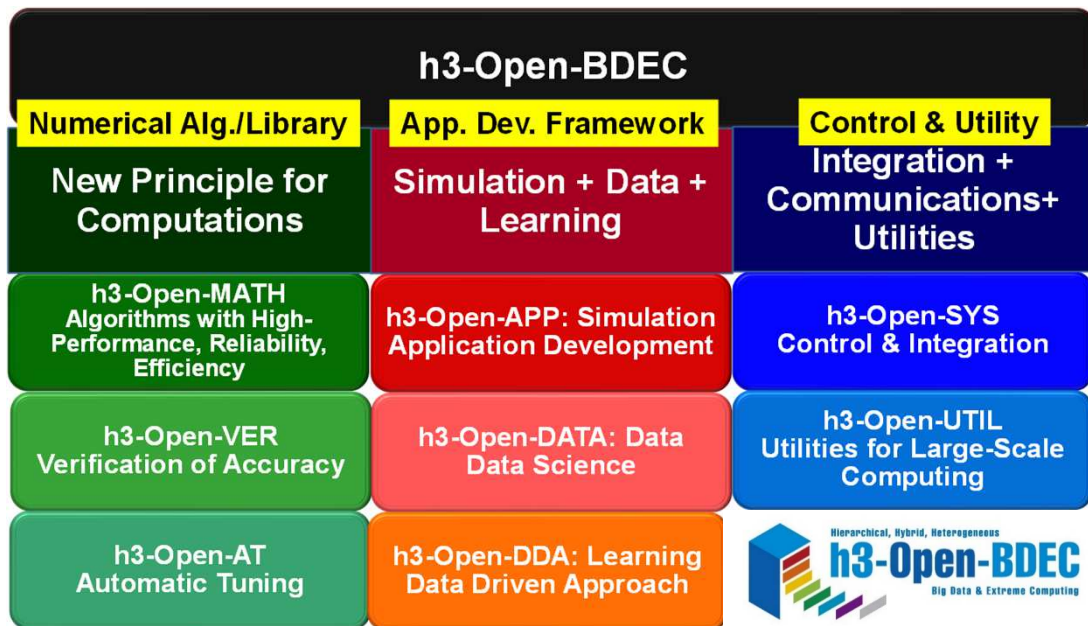 h3-Open-BDEC
Numerical Alg./Library
New Principle for
Computations
h3-Open-MATH
Algorithms with High-
Performance, Reliability,
Efficiency
h3-Open-VER
Verification of Accuracy
h3-Open-AT
Automatic Tuning
App. Dev. Framework
Simulation + Data +
Learning
h3-Open-APP: Simulation
Application Development
h3-Open-DATA: Data
Data Science
h3-Open-DDA: Learning
Data Driven Approach
Control & Utility
Integration +
Communications+
Utilities
h3-Open-SYS
Control & Integration
h3-Open-UTIL
Utilities for Large-Scale
Computing
Hierarchical, Hybrid, Heterogeneous
h3-Open-BDEC
Big Data & Extreme Computing